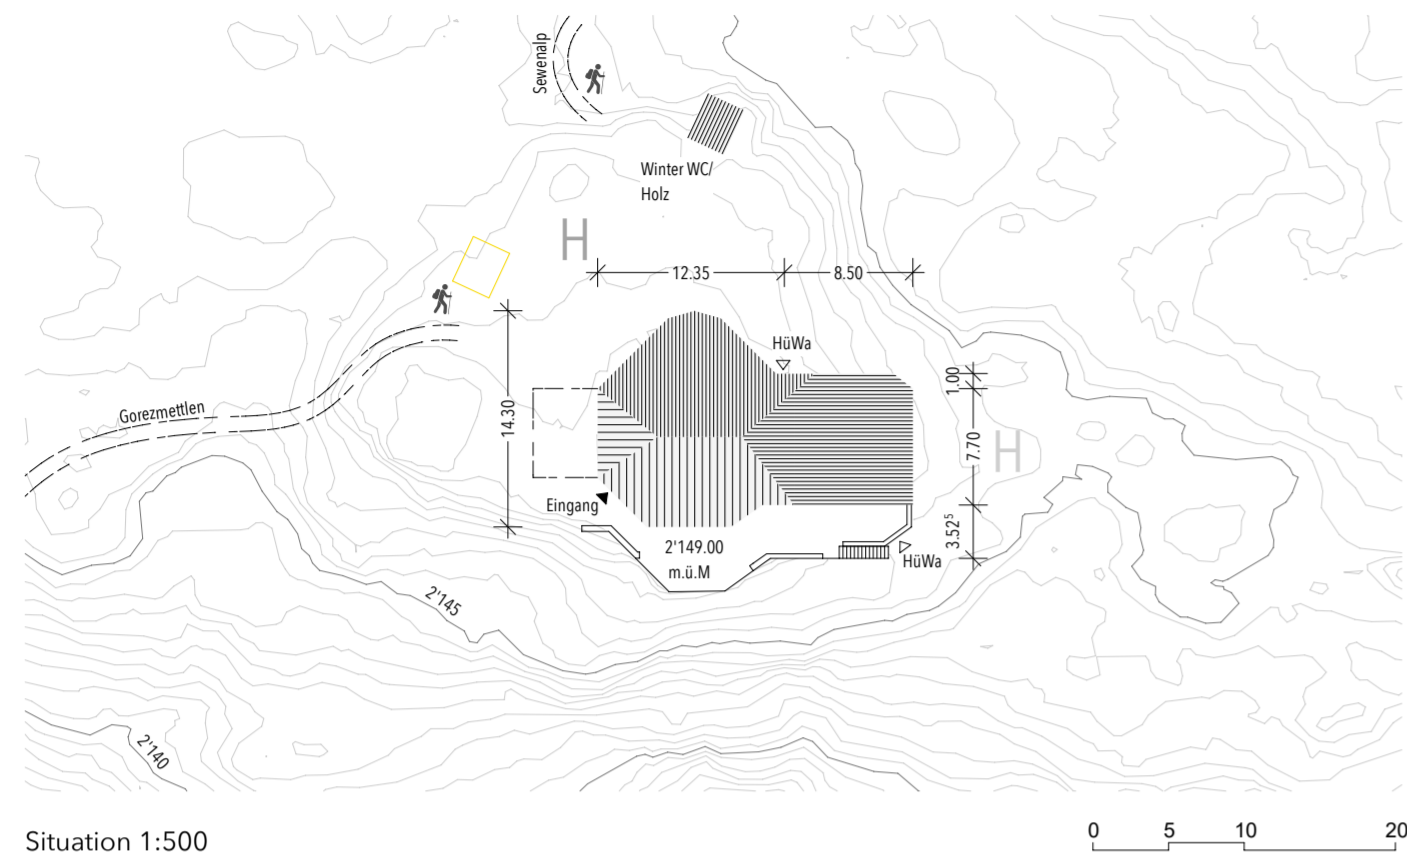 Sewenalp
Winter WC/
Holz
H
12.35
8.50
HüWa
1.00
Gorezmettlen
14.30
7.70
H
Eingang
3.52⁵
2'149.00
m.ü.M
HüWa
2'145
2'140
Situation 1:500
0 5 10 20